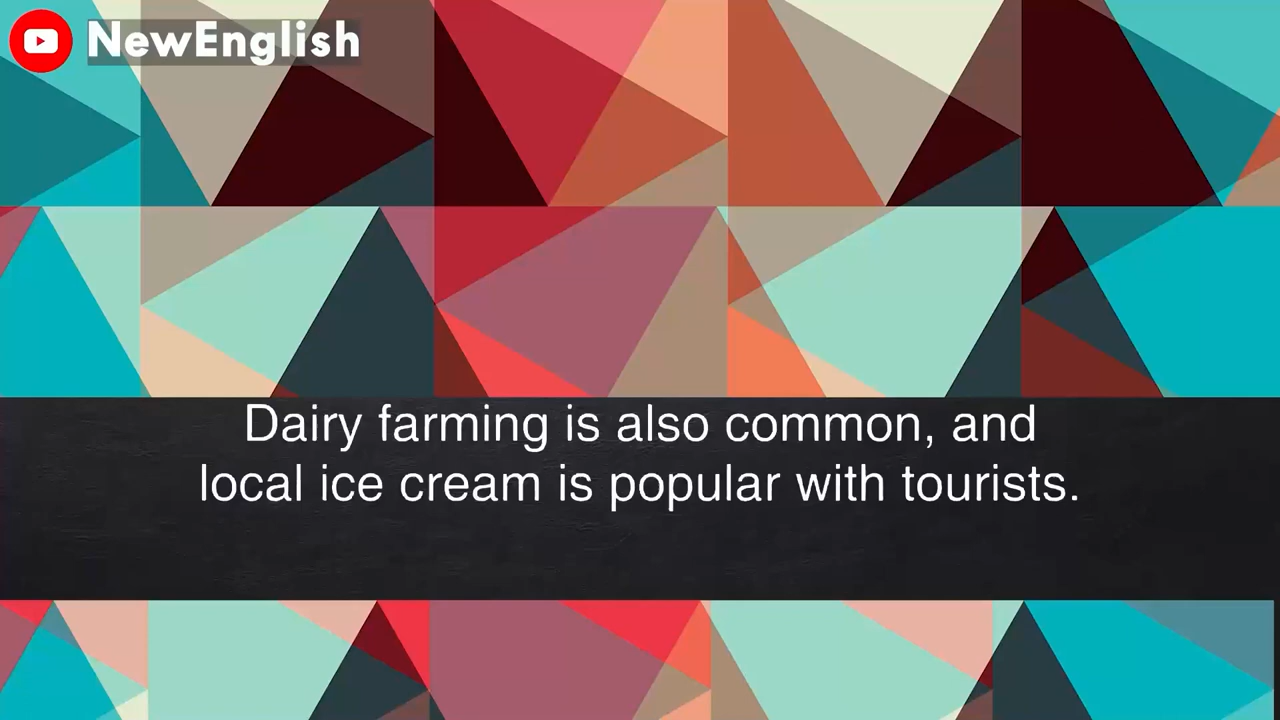 NewEnglish
Dairy farming is also common, and
local ice cream is popular with tourists.